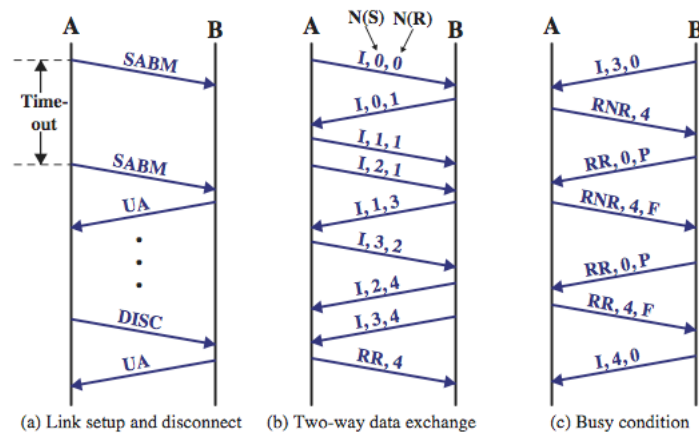 A
B
SABM
Time-
out
SABM
UA
DISC
UA
(a) Link setup and disconnect
A
N(S)
N(R)
B
I, 0, 0
I, 0, 1
I, 1, 1
I, 2, 1
I, 1, 3
I, 3, 2
I, 2, 4
I, 3, 4
RR, 4
(b) Two-way data exchange
A
B
I, 3, 0
RNR, 4
RR, 0, P
RNR, 4, F
RR, 0, P
RR, 4, F
I, 4, 0
(c) Busy condition